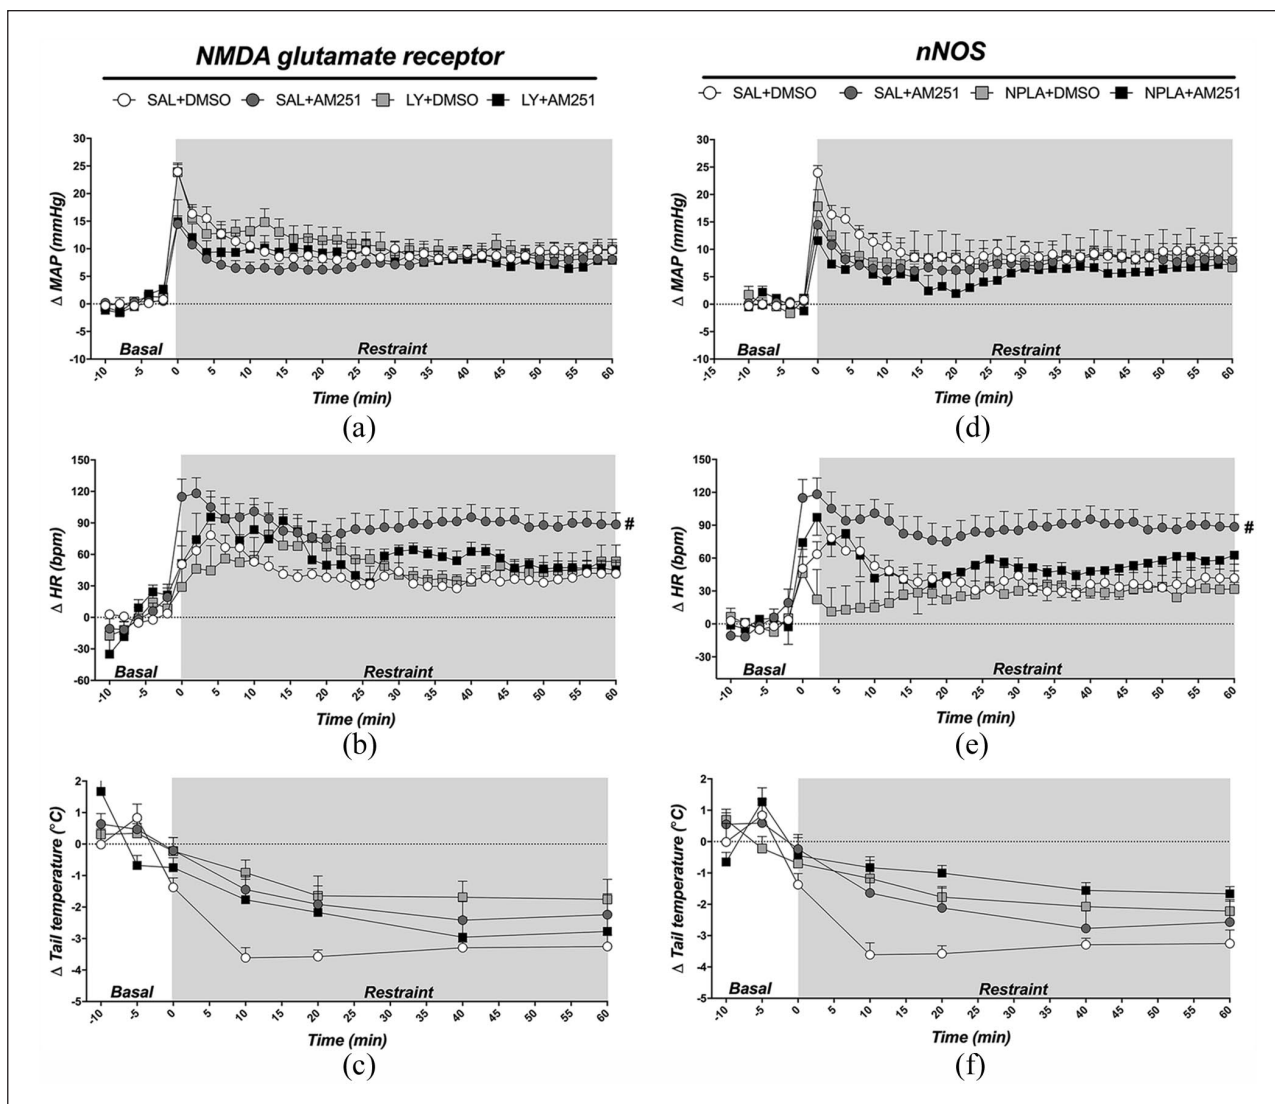 NMDA glutamate receptor
SAL+DMSO SAL+AM251 LY+DMSO LY+AM251
Δ MAP (mmHg)
30
25
20
15
10
5
0
-5
-10
Basal Restraint
-10 -5 0 5 10 15 20 25 30 35 40 45 50 55 60
Time (min)
(a)
Δ HR (bpm)
150
120
90
60
30
0
-30
-60
#
Basal Restraint
-10 -5 0 5 10 15 20 25 30 35 40 45 50 55 60
Time (min)
(b)
Δ Tail temperature (°C)
2
1
0
-1
-2
-3
-4
-5
Basal Restraint
-10 -5 0 5 10 15 20 25 30 35 40 45 50 55 60
Time (min)
(c)
nNOS
SAL+DMSO SAL+AM251 NPLA+DMSO NPLA+AM251
Δ MAP (mmHg)
30
25
20
15
10
5
0
-5
-10
Basal Restraint
-15 -10 -5 0 5 10 15 20 25 30 35 40 45 50 55 60
Time (min)
(d)
Δ HR (bpm)
150
120
90
60
30
0
-30
#
Basal Restraint
-10 -5 0 5 10 15 20 25 30 35 40 45 50 55 60
Time (min)
(e)
Δ Tail temperature (°C)
2
1
0
-1
-2
-3
-4
-5
Basal Restraint
-10 -5 0 5 10 15 20 25 30 35 40 45 50 55 60
Time (min)
(f)